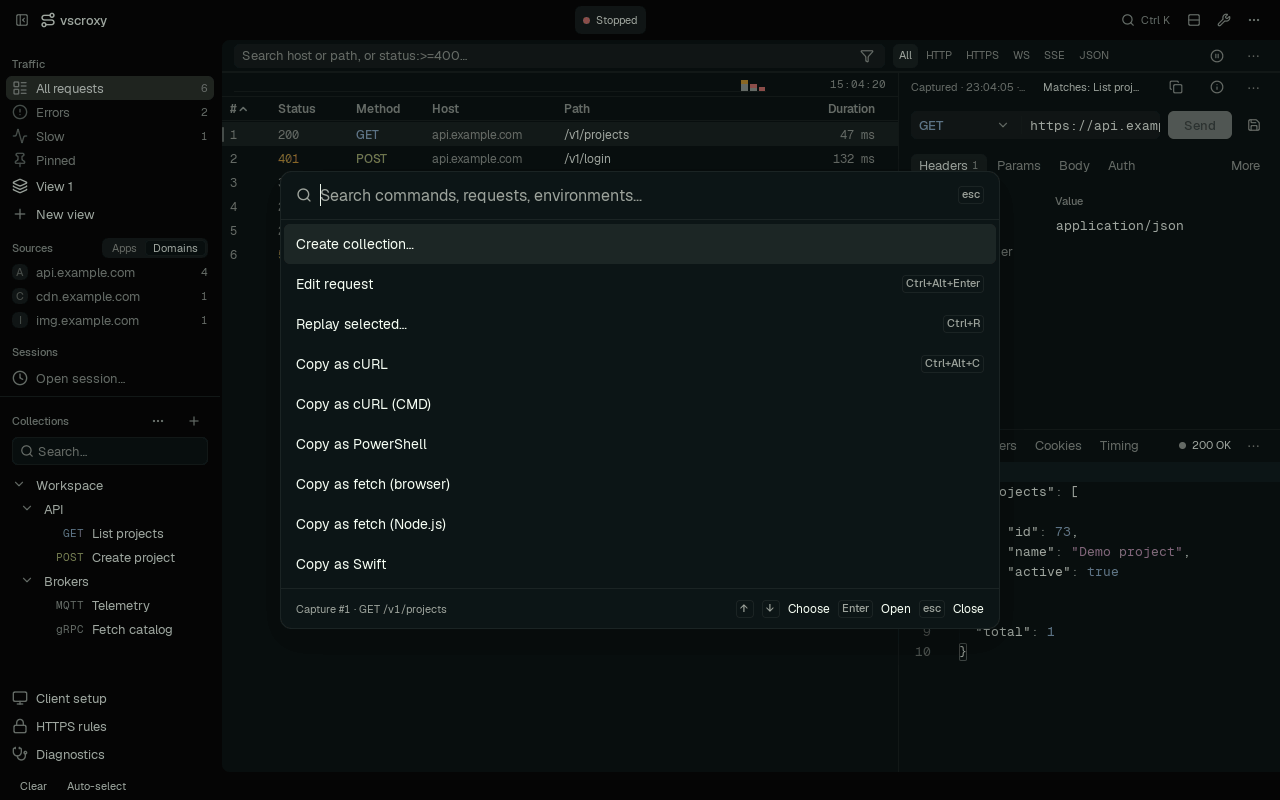 vscroxy
Stopped
Ctrl K
Traffic
All requests 6
Errors 2
Slow 1
Pinned
View 1
New view
Sources Apps Domains
A api.example.com 4
C cdn.example.com 1
I img.example.com 1
Sessions
Open session...
Collections
Search...
Workspace
API
GET List projects
POST Create project
Brokers
MQTT Telemetry
gRPC Fetch catalog
Client setup
HTTPS rules
Diagnostics
Clear Auto-select
Search host or path, or status:>=400...
All HTTP HTTPS WS SSE JSON
15:04:20
# Status Method Host Path Duration
1 200 GET api.example.com /v1/projects 47 ms
2 401 POST api.example.com /v1/login 132 ms
3
4
5
6
Captured · 23:04:05 ·... Matches: List proj...
GET https://api.examp Send
Headers 1 Params Body Auth More
Value
application/json
er
Search commands, requests, environments... esc
Create collection...
Edit request Ctrl+Alt+Enter
Replay selected... Ctrl+R
Copy as cURL Ctrl+Alt+C
Copy as cURL (CMD)
Copy as PowerShell
Copy as fetch (browser)
Copy as fetch (Node.js)
Copy as Swift
Capture #1 · GET /v1/projects ↑ ↓ Choose Enter Open esc Close
ers Cookies Timing 200 OK
ojects": [
"id": 73,
"name": "Demo project",
"active": true
9 "total": 1
10 }